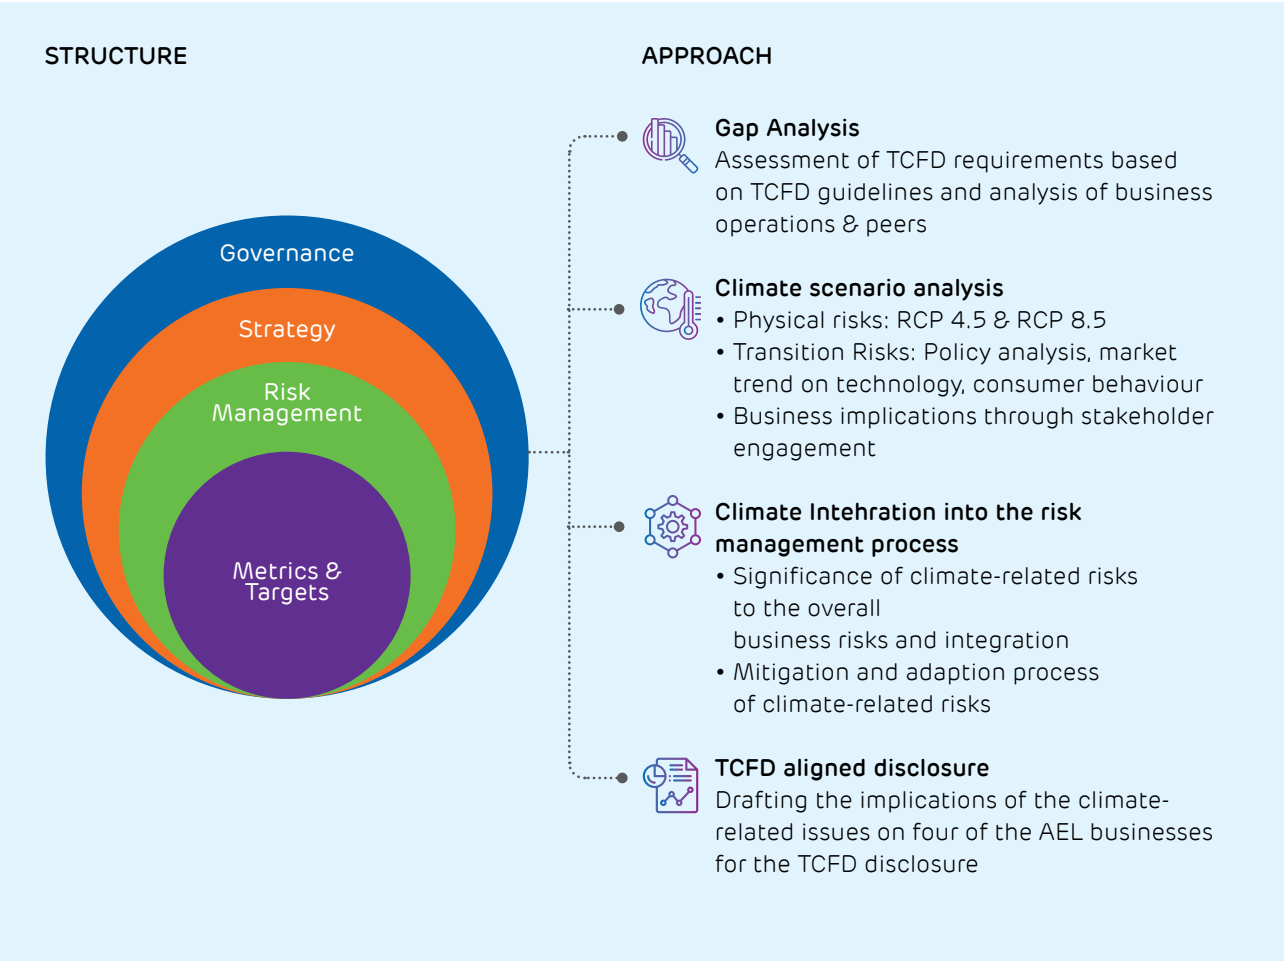 STRUCTURE
APPROACH
Governance
Strategy
Risk
Management
Metrics &
Targets
Gap Analysis
Assessment of TCFD requirements based
on TCFD guidelines and analysis of business
operations & peers
Climate scenario analysis
• Physical risks: RCP 4.5 & RCP 8.5
• Transition Risks: Policy analysis, market
trend on technology, consumer behaviour
• Business implications through stakeholder
engagement
Climate Intehration into the risk
management process
• Significance of climate-related risks
to the overall
business risks and integration
• Mitigation and adaption process
of climate-related risks
TCFD aligned disclosure
Drafting the implications of the climate-
related issues on four of the AEL businesses
for the TCFD disclosure